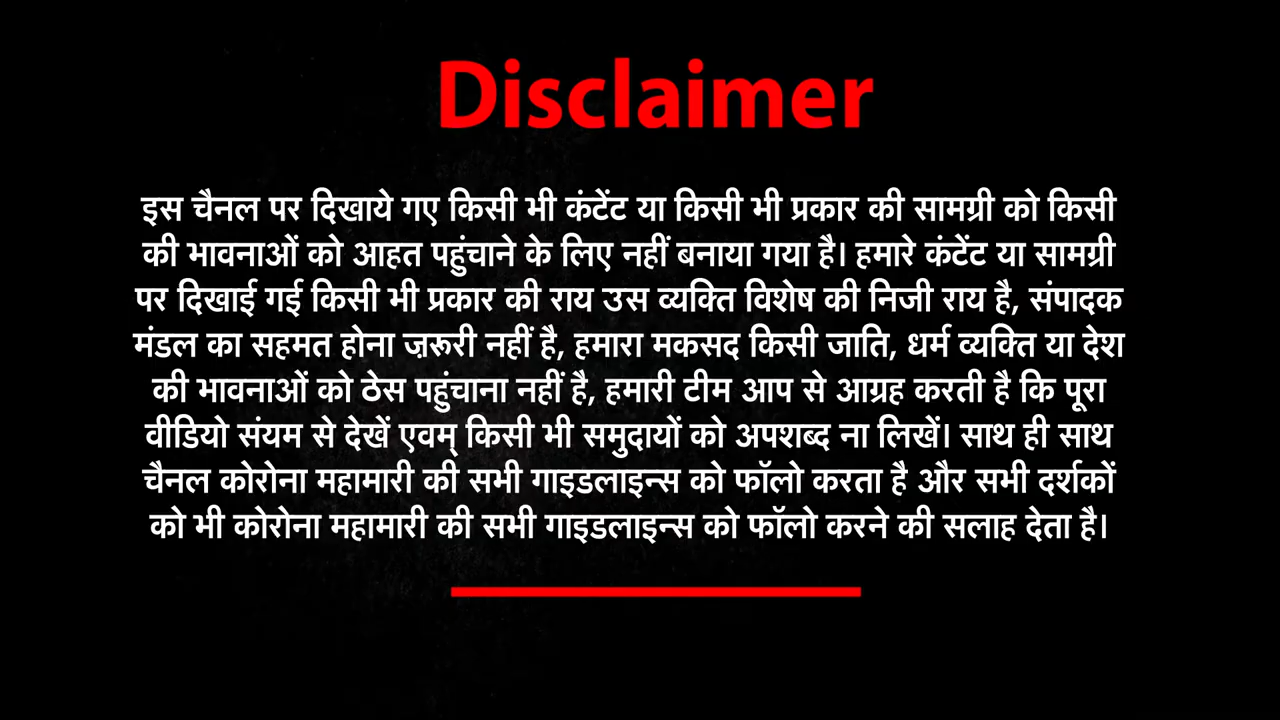 Disclaimer
इस चैनल पर दिखाये गए किसी भी कंटेंट या किसी भी प्रकार की सामग्री को किसी
की भावनाओं को आहत पहुंचाने के लिए नहीं बनाया गया है। हमारे कंटेंट या सामग्री
पर दिखाई गई किसी भी प्रकार की राय उस व्यक्ति विशेष की निजी राय है, संपादक
मंडल का सहमत होना ज़रूरी नहीं है, हमारा मकसद किसी जाति, धर्म व्यक्ति या देश
की भावनाओं को ठेस पहुंचाना नहीं है, हमारी टीम आप से आग्रह करती है कि पूरा
वीडियो संयम से देखें एवम् किसी भी समुदायों को अपशब्द ना लिखें। साथ ही साथ
चैनल कोरोना महामारी की सभी गाइडलाइन्स को फॉलो करता है और सभी दर्शकों
को भी कोरोना महामारी की सभी गाइडलाइन्स को फॉलो करने की सलाह देता है।